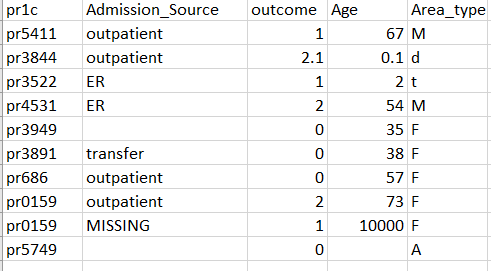 pr1c Admission_Source outcome Age Area_type
pr5411 outpatient 1 67 M
pr3844 outpatient 2.1 0.1 d
pr3522 ER 1 2 t
pr4531 ER 2 54 M
pr3949 0 35 F
pr3891 transfer 0 38 F
pr686 outpatient 0 57 F
pr0159 outpatient 2 73 F
pr0159 MISSING 1 10000 F
pr5749 0 A